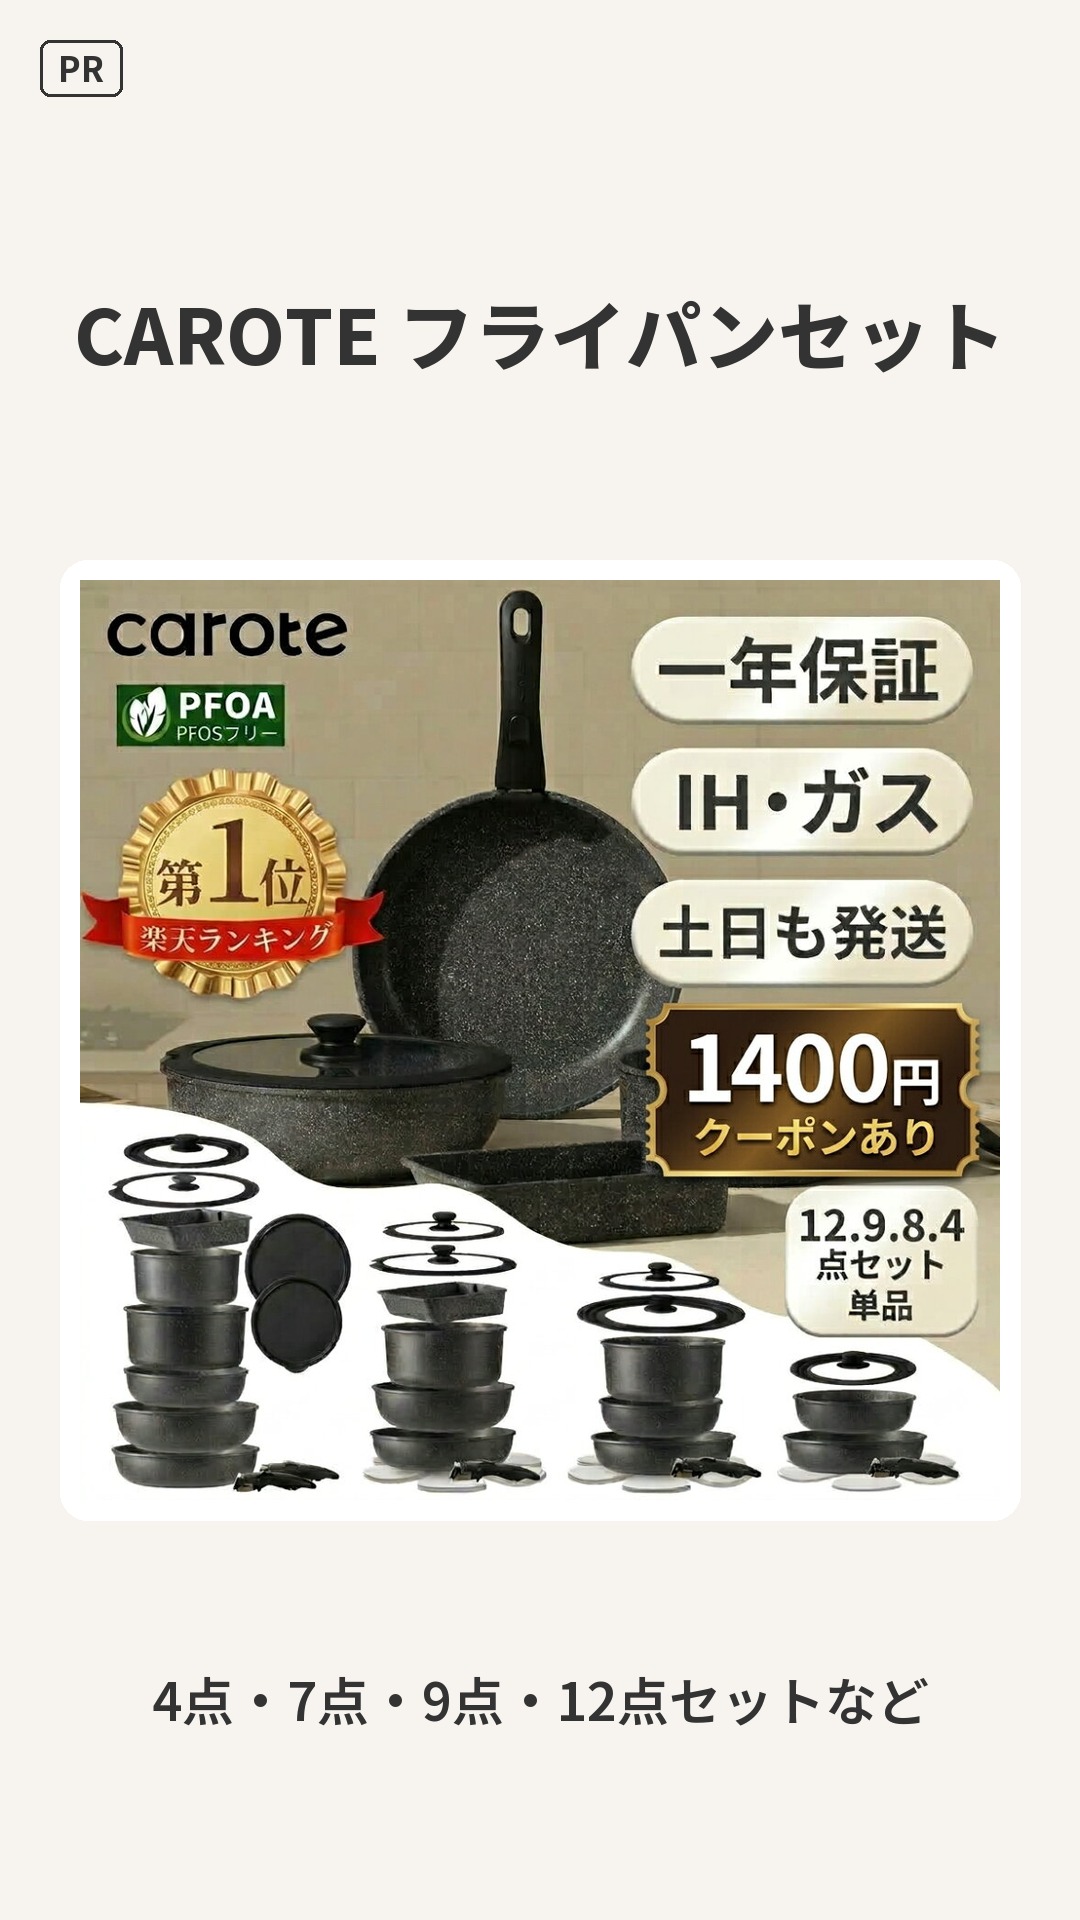 PR
CAROTE フライパンセット
carote
PFOA
PFOSフリー
第1位
楽天ランキング
一年保証
IH・ガス
土日も発送
1400円
クーポンあり
12.9.8.4
点セット
単品
4点・7点・9点・12点セットなど